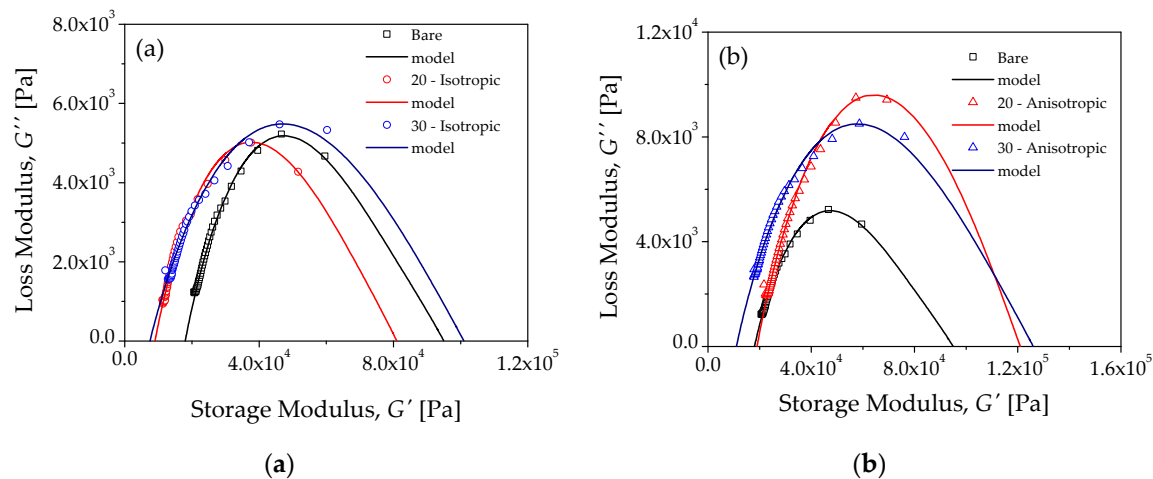 (a)
8.0x10³
6.0x10³
4.0x10³
2.0x10³
0.0
Loss Modulus, G′′ [Pa]
Bare
model
20 - Isotropic
model
30 - Isotropic
model
0.0
4.0x10⁴
8.0x10⁴
1.2x10⁵
Storage Modulus, G′ [Pa]
(a)
(b)
1.2x10⁴
8.0x10³
4.0x10³
0.0
Loss Modulus, G′′ [Pa]
Bare
model
20 - Anisotropic
model
30 - Anisotropic
model
0.0
4.0x10⁴
8.0x10⁴
1.2x10⁵
1.6x10⁵
Storage Modulus, G′ [Pa]
(b)